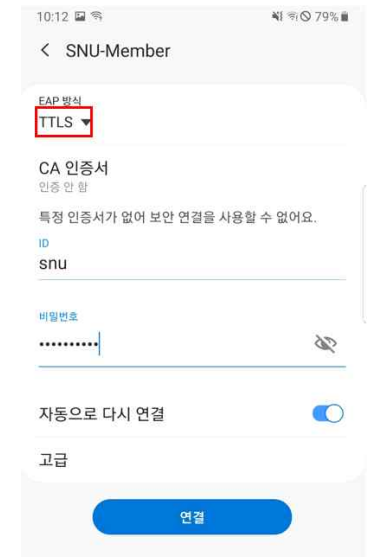 10:12 79%
< SNU-Member
EAP 방식
TTLS ▼
CA 인증서
인증 안 함
특정 인증서가 없어 보안 연결을 사용할 수 없어요.
ID
snu
비밀번호
••••••••••
자동으로 다시 연결
고급
연결